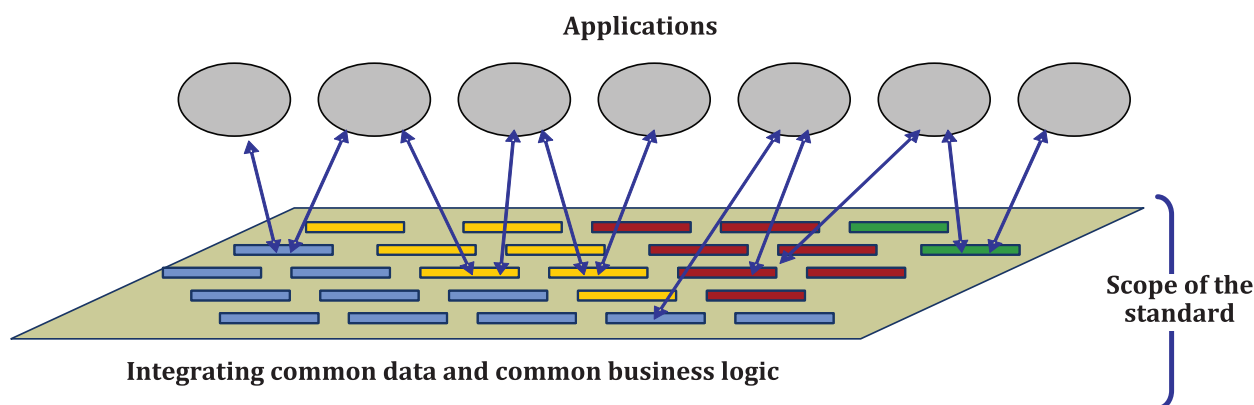 Applications
Scope of the
standard
Integrating common data and common business logic